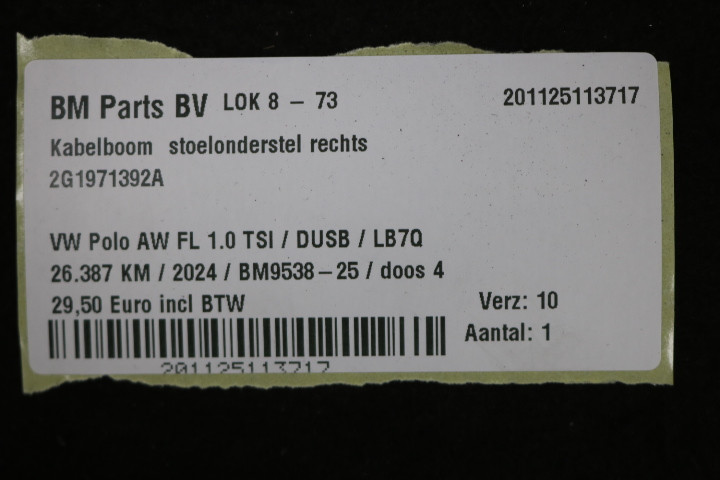 BM Parts BV LOK 8 – 73 201125113717
Kabelboom stoelonderstel rechts
2G1971392A
VW Polo AW FL 1.0 TSI / DUSB / LB7Q
26.387 KM / 2024 / BM9538–25 / doos 4
29,50 Euro incl BTW Verz: 10
Aantal: 1
201125113717